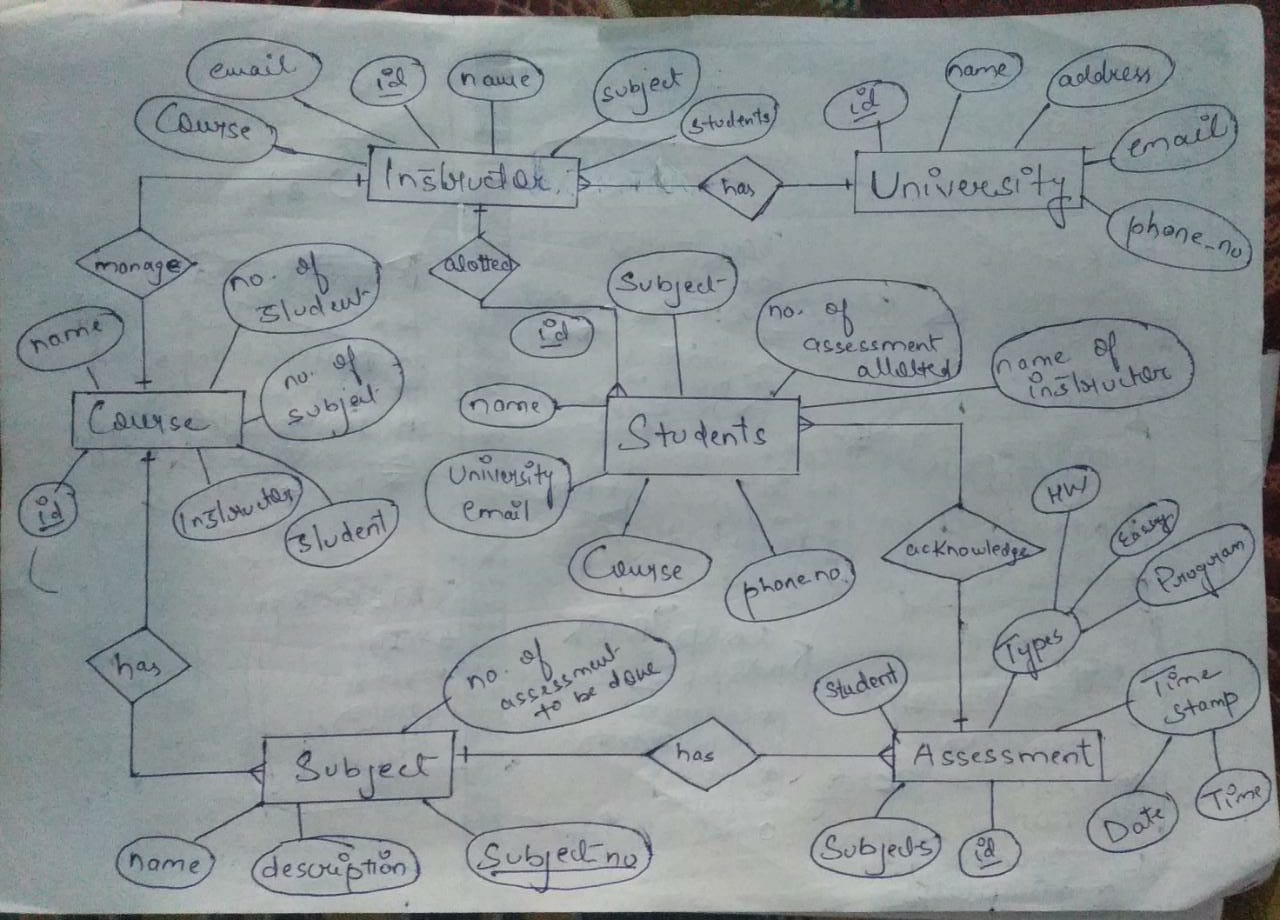 email
id
name
subject
students
Course
Instructor
has
id
name
address
email
phone_no
University
manage
alotted
no. of
student
name
no. of
subject
Course
id
Instructor
Student
Subject
id
no. of
assessment
allotted
name of
instructor
name
Students
University
email
Course
phone no.
acknowledge
HW
Program
Types
has
no. of
assessment
to be done
Subject
name
description
Subject_no
has
student
Time
stamp
Assessment
Subjects
id
Date
Time